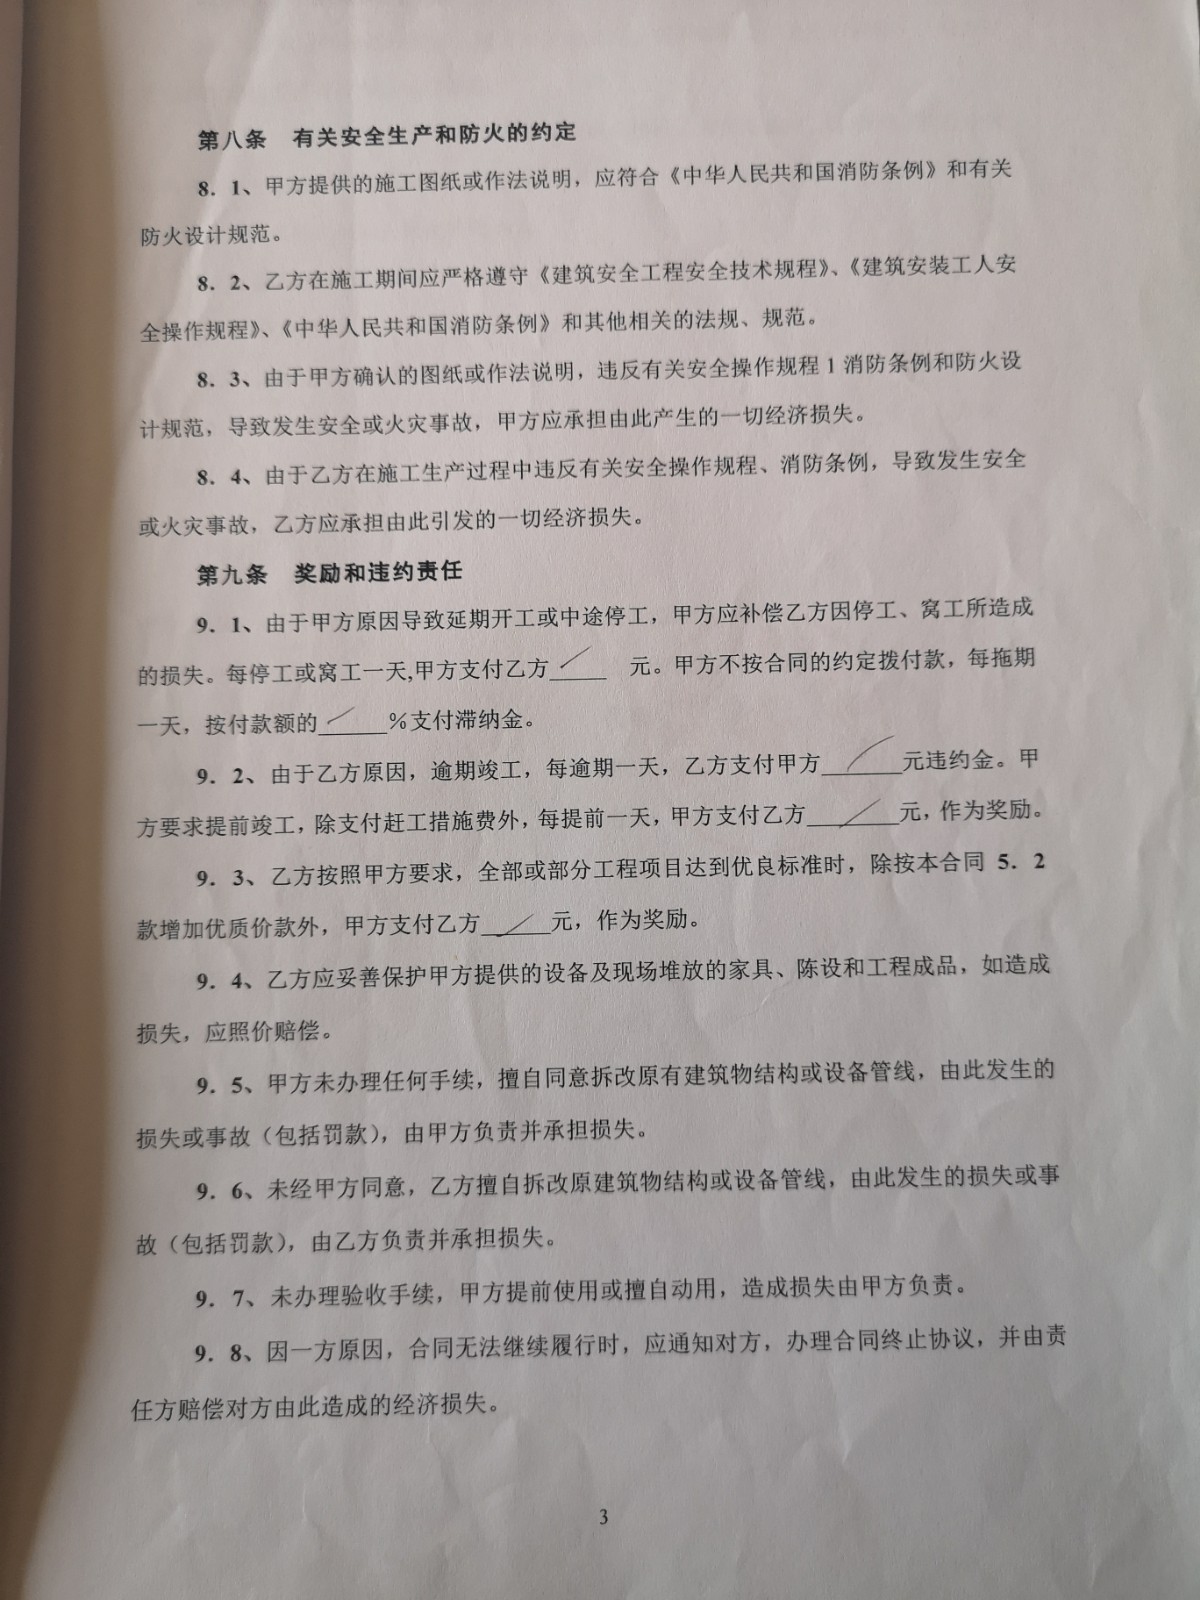 第八条 有关安全生产和防火的约定
8．1、甲方提供的施工图纸或作法说明，应符合《中华人民共和国消防条例》和有关
防火设计规范。
8．2、乙方在施工期间应严格遵守《建筑安全工程安全技术规程》、《建筑安装工人安
全操作规程》、《中华人民共和国消防条例》和其他相关的法规、规范。
8．3、由于甲方确认的图纸或作法说明，违反有关安全操作规程 1 消防条例和防火设
计规范，导致发生安全或火灾事故，甲方应承担由此产生的一切经济损失。
8．4、由于乙方在施工生产过程中违反有关安全操作规程、消防条例，导致发生安全
或火灾事故，乙方应承担由此引发的一切经济损失。
第九条 奖励和违约责任
9．1、由于甲方原因导致延期开工或中途停工，甲方应补偿乙方因停工、窝工所造成
的损失。每停工或窝工一天,甲方支付乙方__/__ 元。甲方不按合同的约定拨付款，每拖期
一天，按付款额的__/__%支付滞纳金。
9．2、由于乙方原因，逾期竣工，每逾期一天，乙方支付甲方__/__元违约金。甲
方要求提前竣工，除支付赶工措施费外，每提前一天，甲方支付乙方__/__元，作为奖励。
9．3、乙方按照甲方要求，全部或部分工程项目达到优良标准时，除按本合同 5．2
款增加优质价款外，甲方支付乙方__/__元，作为奖励。
9．4、乙方应妥善保护甲方提供的设备及现场堆放的家具、陈设和工程成品，如造成
损失，应照价赔偿。
9．5、甲方未办理任何手续，擅自同意拆改原有建筑物结构或设备管线，由此发生的
损失或事故（包括罚款），由甲方负责并承担损失。
9．6、未经甲方同意，乙方擅自拆改原建筑物结构或设备管线，由此发生的损失或事
故（包括罚款），由乙方负责并承担损失。
9．7、未办理验收手续，甲方提前使用或擅自动用，造成损失由甲方负责。
9．8、因一方原因，合同无法继续履行时，应通知对方，办理合同终止协议，并由责
任方赔偿对方由此造成的经济损失。
3